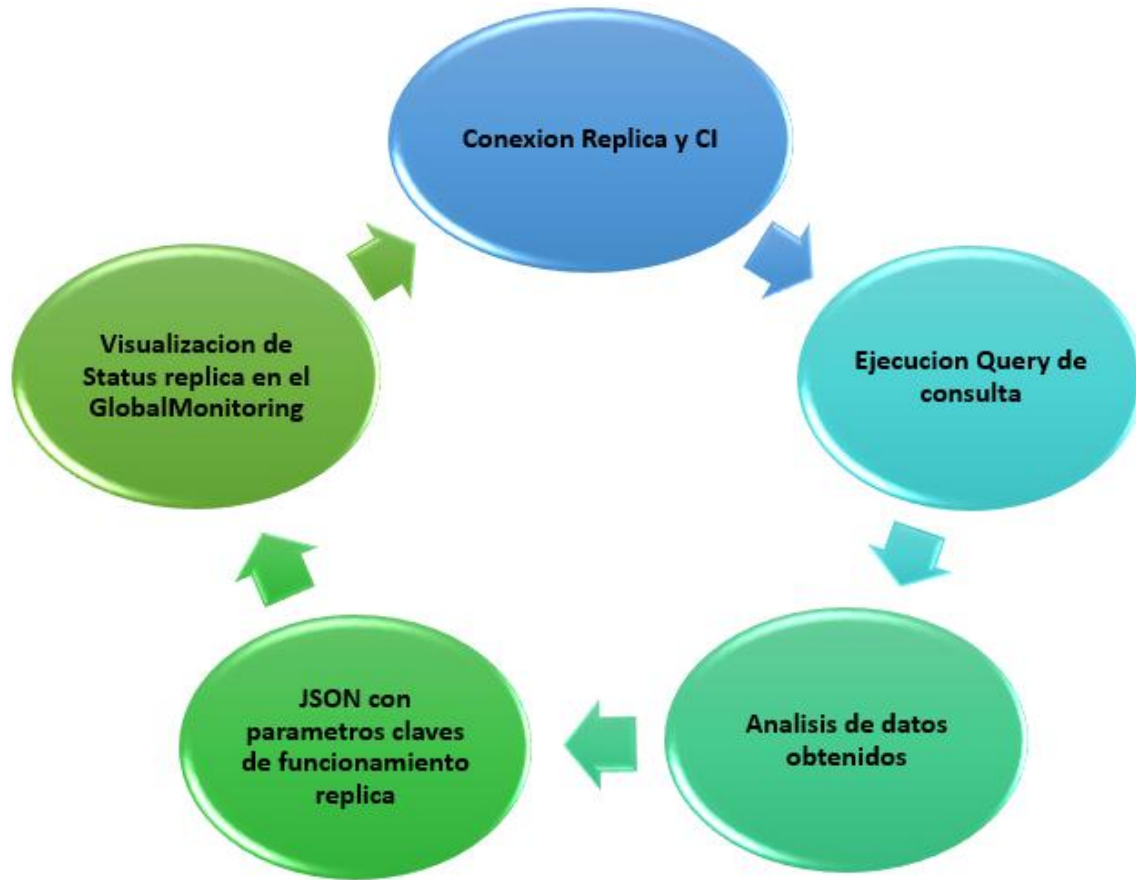 Conexion Replica y CI
Ejecucion Query de
consulta
Analisis de datos
obtenidos
JSON con
parametros claves
de funcionamiento
replica
Visualizacion de
Status replica en el
GlobalMonitoring